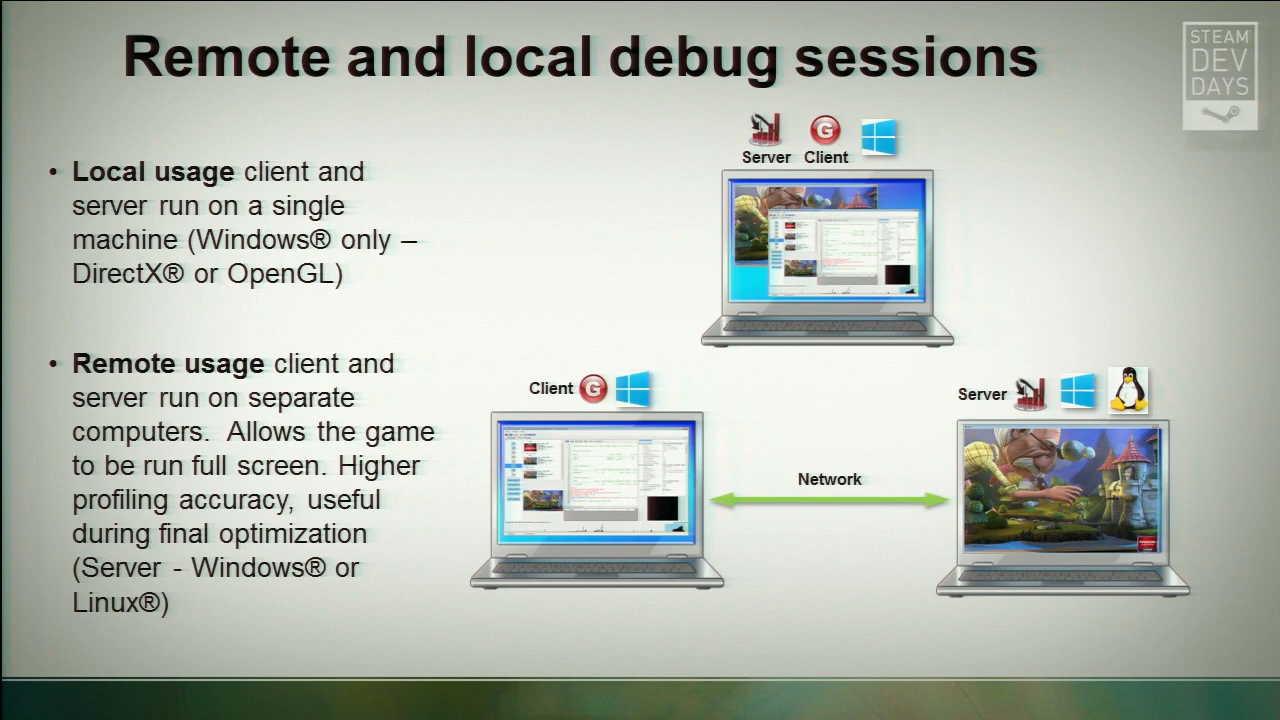 Remote and local debug sessions
STEAM
DEV
DAYS
• Local usage client and
server run on a single
machine (Windows® only –
DirectX® or OpenGL)
• Remote usage client and
server run on separate
computers. Allows the game
to be run full screen. Higher
profiling accuracy, useful
during final optimization
(Server - Windows® or
Linux®)
Server
Client
G
Client
G
Server
Network